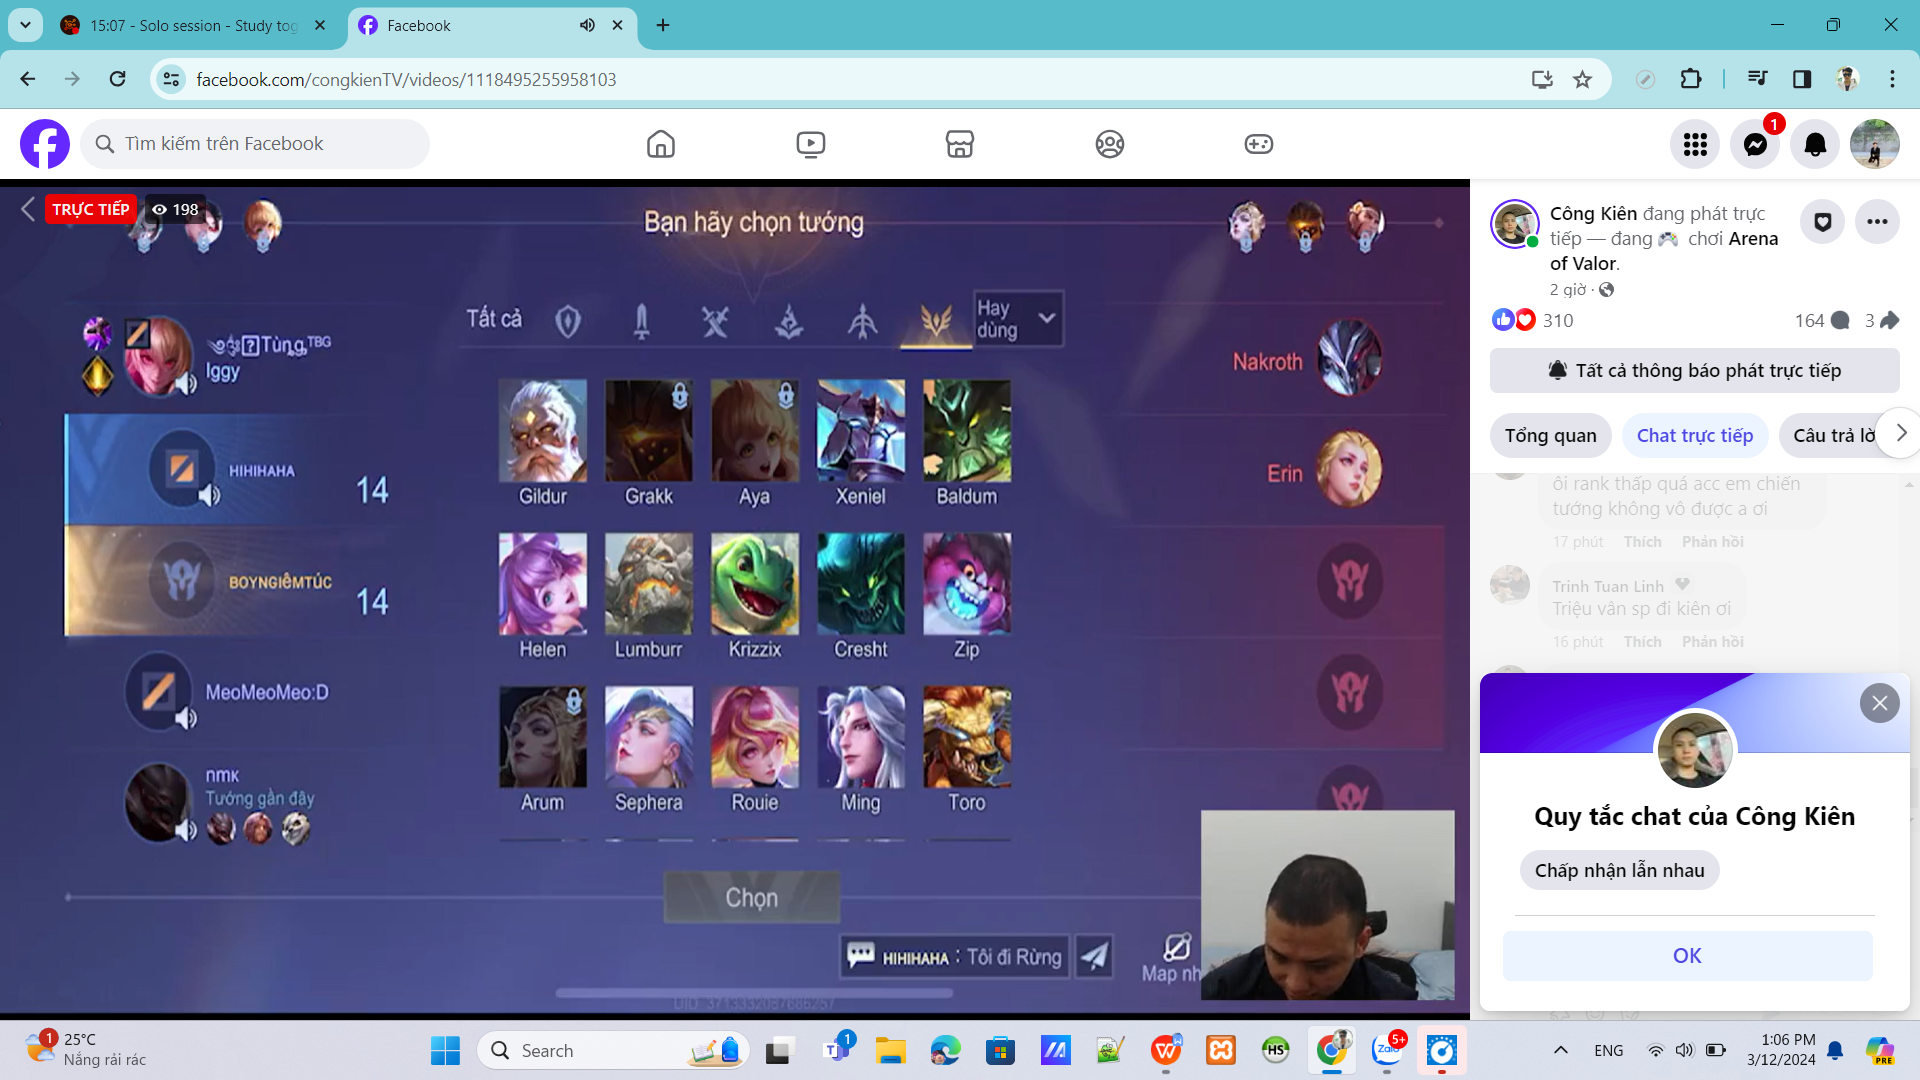 15:07 - Solo session - Study tog
Facebook
facebook.com/congkienTV/videos/1118495255958103
Tìm kiếm trên Facebook
1
TRỰC TIẾP
198
Bạn hãy chọn tướng
Tất cả
Hay dùng
Tùng,TBG
Iggy
HIHIHAHA
14
BOYNGIÊMTÚC
14
MeoMeoMeo:D
nmk
Tướng gần đây
Gildur
Grakk
Aya
Xeniel
Baldum
Helen
Lumburr
Krizzix
Cresht
Zip
Arum
Sephera
Rouie
Ming
Toro
Nakroth
Erin
Chọn
HIHIHAHA : Tôi đi Rừng
Map nh
Công Kiên đang phát trực
tiếp — đang 🎮 chơi Arena
of Valor.
2 giờ ·
310
164
3
Tất cả thông báo phát trực tiếp
Tổng quan
Chat trực tiếp
Câu trả lờ
ôi rank thấp quá acc em chiến
tướng không vô được a ơi
17 phút Thích Phản hồi
Trinh Tuan Linh
Triệu vân sp đi kiên ơi
16 phút Thích Phản hồi
Quy tắc chat của Công Kiên
Chấp nhận lẫn nhau
OK
1
25°C
Nắng rải rác
Search
1
HS
Zalo
5+
ENG
1:06 PM
3/12/2024
PRE